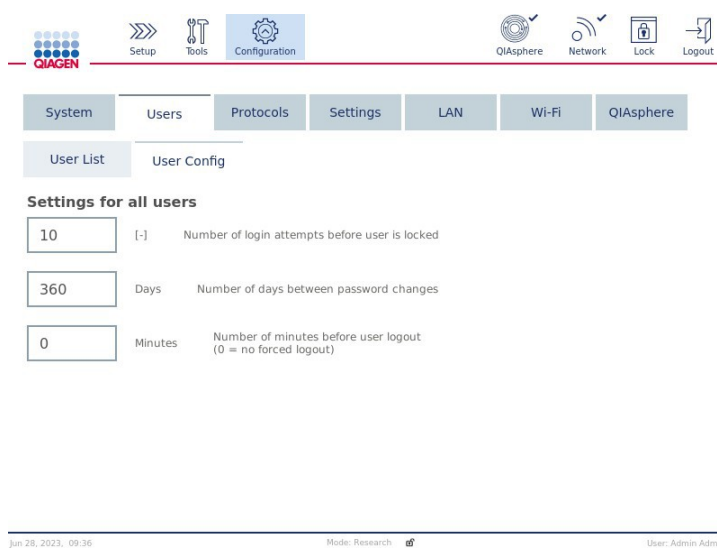 QIAGEN
Setup
Tools
Configuration
QIAsphere
Network
Lock
Logout
System
Users
Protocols
Settings
LAN
Wi-Fi
QIAsphere
User List
User Config
Settings for all users
10 [-] Number of login attempts before user is locked
360 Days Number of days between password changes
0 Minutes Number of minutes before user logout
(0 = no forced logout)
Jun 28, 2023, 09:36
Mode: Research
User: Admin Adm